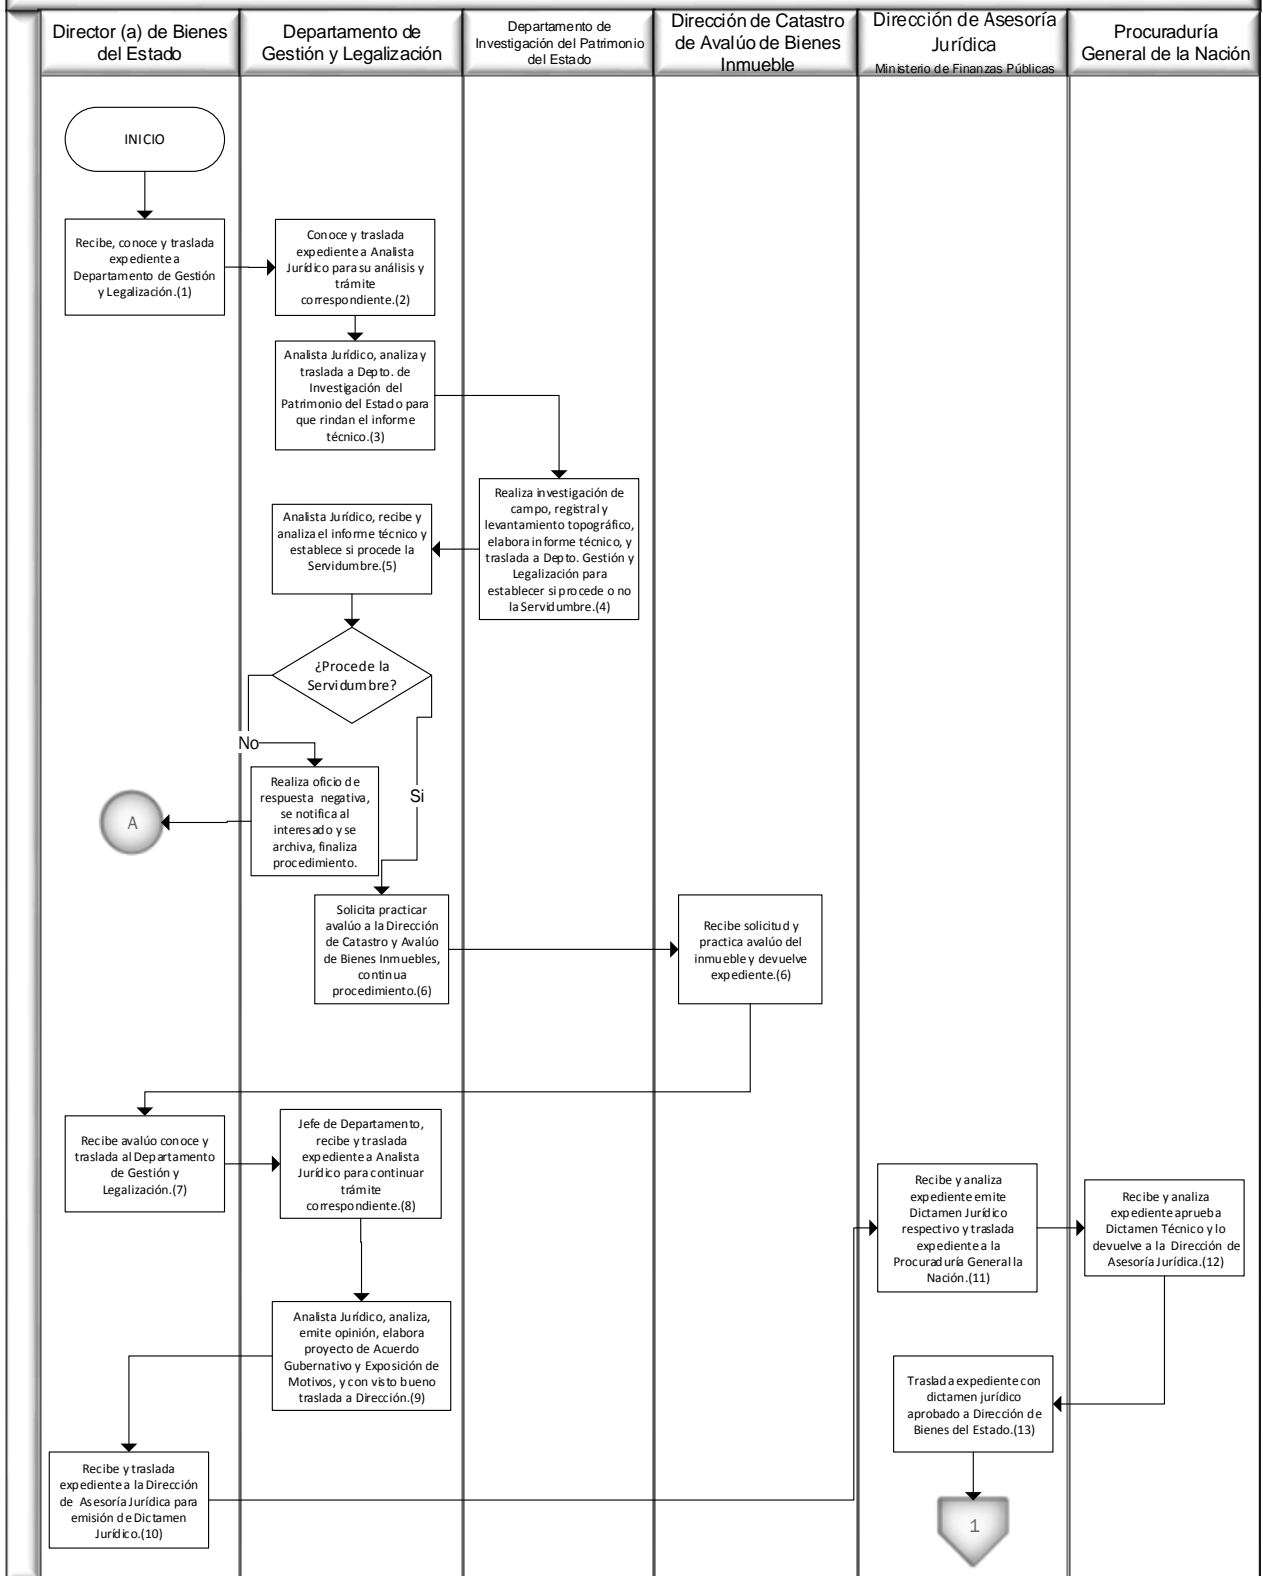 Director (a) de Bienes
del Estado
Departamento de
Gestión y Legalización
Departamento de
Investigación del Patrimonio
del Estado
Dirección de Catastro
de Avalúo de Bienes
Inmueble
Dirección de Asesoría
Jurídica
Ministerio de Finanzas Públicas
Procuraduría
General de la Nación
INICIO
Recibe, conoce y traslada
expediente a
Departamento de Gestión
y Legalización.(1)
Conoce y traslada
expediente a Analista
Jurídico para su análisis y
trámite
correspondiente.(2)
Analista Jurídico, analiza y
traslada a Depto. de
Investigación del
Patrimonio del Estado para
que rindan el informe
técnico.(3)
Realiza investigación de
campo, registral y
levantamiento topográfico,
elabora informe técnico, y
traslada a Depto. Gestión y
Legalización para
establecer si procede o no
la Servidumbre.(4)
Analista Jurídico, recibe y
analiza el informe técnico y
establece si procede la
Servidumbre.(5)
¿Procede la
Servidumbre?
No
Si
Realiza oficio de
respuesta negativa,
se notifica al
interesado y se
archiva, finaliza
procedimiento.
A
Solicita practicar
avalúo a la Dirección
de Catastro y Avalúo
de Bienes Inmuebles,
continua
procedimiento.(6)
Recibe solicitud y
practica avalúo del
inmueble y devuelve
expediente.(6)
Recibe avalúo conoce y
traslada al Departamento
de Gestión y
Legalización.(7)
Jefe de Departamento,
recibe y traslada
expediente a Analista
Jurídico para continuar
trámite
correspondiente.(8)
Analista Jurídico, analiza,
emite opinión, elabora
proyecto de Acuerdo
Gubernativo y Exposición de
Motivos, y con visto bueno
traslada a Dirección.(9)
Recibe y traslada
expediente a la Dirección
de Asesoría Jurídica para
emisión de Dictamen
Jurídico.(10)
Recibe y analiza
expediente emite
Dictamen Jurídico
respectivo y traslada
expediente a la
Procuraduría General la
Nación.(11)
Recibe y analiza
expediente aprueba
Dictamen Técnico y lo
devuelve a la Dirección de
Asesoría Jurídica.(12)
Traslada expediente con
dictamen jurídico
aprobado a Dirección de
Bienes del Estado.(13)
1